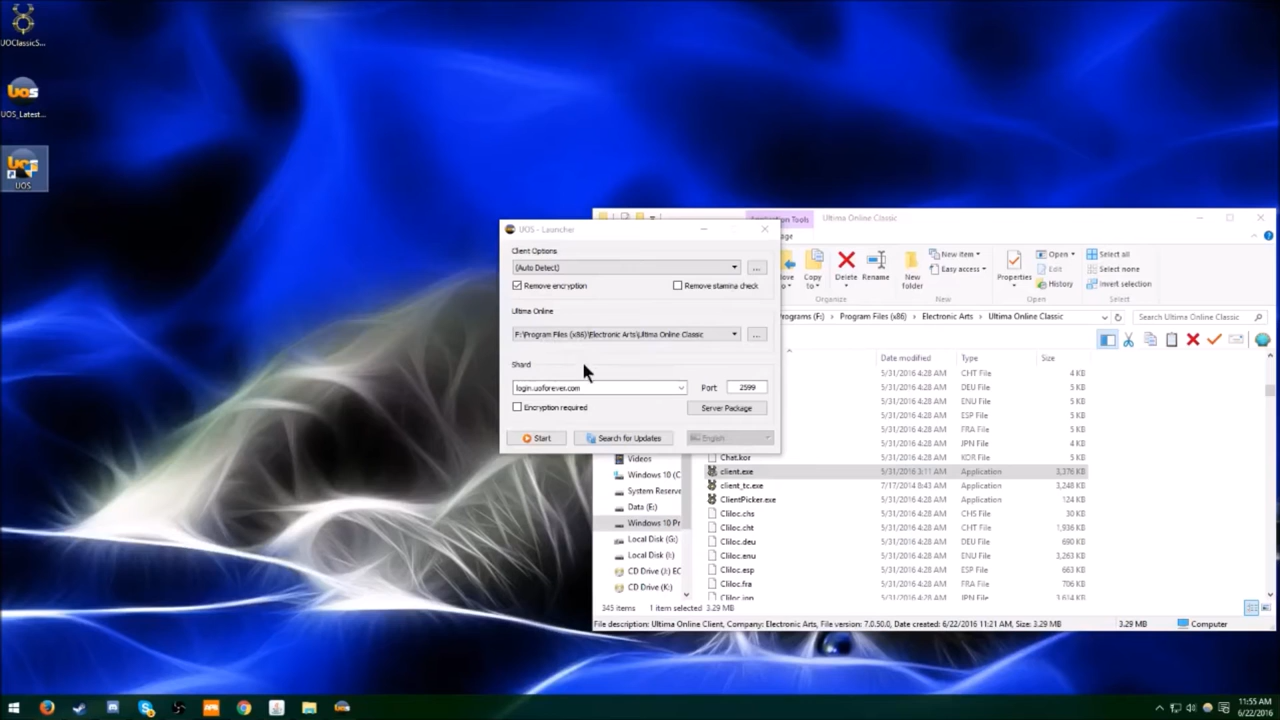 UOClassicS...
UOS_Latest...
UOS
UOS - Launcher
Client Options
(Auto Detect)
...
Remove encryption
Remove stamina check
Ultima Online
F:\Program Files (x86)\Electronic Arts\Ultima Online Classic
...
Shard
login.uoforever.com
Port
2599
Encryption required
Server Package
Start
Search for Updates
English
Application Tools
Ultima Online Classic
Copy
to
Delete
Rename
New
folder
New item
Easy access
Properties
Open
Edit
History
Select all
Select none
Invert selection
Organize
New
Open
Select
Program Files (x86)
Electronic Arts
Ultima Online Classic
Search Ultima Online Classic
Date modified
Type
Size
5/31/2016 4:28 AM CHT File 4 KB
5/31/2016 4:28 AM DEU File 5 KB
5/31/2016 4:28 AM ENU File 5 KB
5/31/2016 4:28 AM ESP File 5 KB
5/31/2016 4:28 AM FRA File 5 KB
5/31/2016 4:28 AM JPN File 4 KB
Chat.kor 5/31/2016 4:28 AM KOR File 5 KB
client.exe 5/31/2016 3:11 AM Application 3,376 KB
client_tc.exe 7/17/2014 8:43 AM Application 3,248 KB
ClientPicker.exe 5/31/2016 4:28 AM Application 124 KB
Cliloc.chs 5/31/2016 4:28 AM CHS File 30 KB
Cliloc.cht 5/31/2016 4:28 AM CHT File 1,936 KB
Cliloc.deu 5/31/2016 4:28 AM DEU File 690 KB
Cliloc.enu 5/31/2016 4:28 AM ENU File 3,263 KB
Cliloc.esp 5/31/2016 4:28 AM ESP File 663 KB
Cliloc.fra 5/31/2016 4:28 AM FRA File 706 KB
Cliloc.jpn 5/31/2016 4:28 AM JPN File 3,614 KB
Videos
Windows 10 (C
System Reserve
Data (E:)
Windows 10 Pr
Local Disk (G:)
Local Disk (I:)
CD Drive (J:) EC
CD Drive (K:)
345 items
1 item selected 3.29 MB
File description: Ultima Online Client, Company: Electronic Arts, File version: 7.0.50.0, Date created: 6/22/2016 11:21 AM, Size: 3.29 MB
3.29 MB
Computer
11:55 AM
6/22/2016